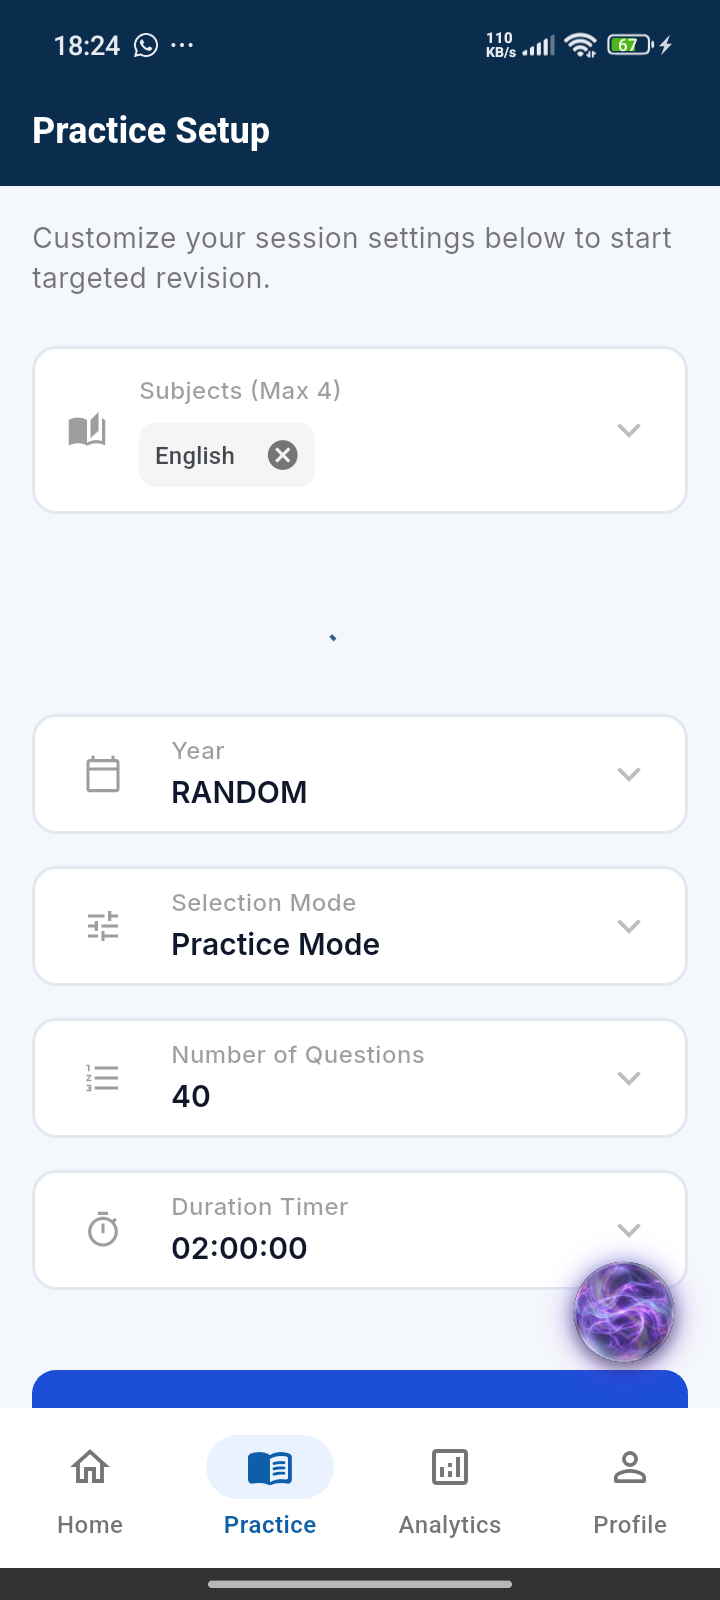 18:24
110
KB/s
67
Practice Setup
Customize your session settings below to start
targeted revision.
Subjects (Max 4)
English
Year
RANDOM
Selection Mode
Practice Mode
Number of Questions
40
Duration Timer
02:00:00
Home
Practice
Analytics
Profile